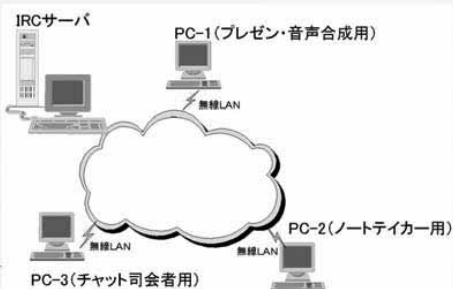 IRCサーバ
PC-1(プレゼン・音声合成用)
無線LAN
PC-2(ノートテイカー用)
無線LAN
無線LAN
PC-3(チャット司会者用)